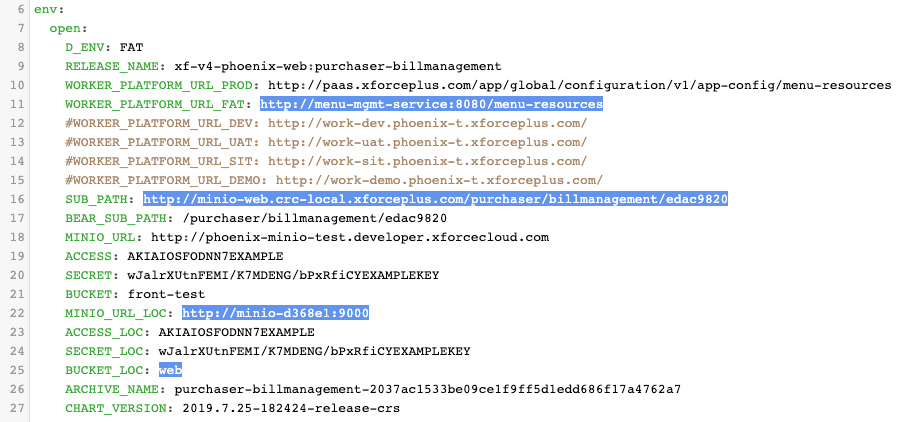 6 env:
7 open:
8 D_ENV: FAT
9 RELEASE_NAME: xf-v4-phoenix-web:purchaser-billmanagement
10 WORKER_PLATFORM_URL_PROD: http://paas.xforceplus.com/app/global/configuration/v1/app-config/menu-resources
11 WORKER_PLATFORM_URL_FAT: http://menu-mgmt-service:8080/menu-resources
12 #WORKER_PLATFORM_URL_DEV: http://work-dev.phoenix-t.xforceplus.com/
13 #WORKER_PLATFORM_URL_UAT: http://work-uat.phoenix-t.xforceplus.com/
14 #WORKER_PLATFORM_URL_SIT: http://work-sit.phoenix-t.xforceplus.com/
15 #WORKER_PLATFORM_URL_DEMO: http://work-demo.phoenix-t.xforceplus.com/
16 SUB_PATH: http://minio-web.crc-local.xforceplus.com/purchaser/billmanagement/edac9820
17 BEAR_SUB_PATH: /purchaser/billmanagement/edac9820
18 MINIO_URL: http://phoenix-minio-test.developer.xforcecloud.com
19 ACCESS: AKIAIOSFODNN7EXAMPLE
20 SECRET: wJalrXUtnFEMI/K7MDENG/bPxRfiCYEXAMPLEKEY
21 BUCKET: front-test
22 MINIO_URL_LOC: http://minio-d368e1:9000
23 ACCESS_LOC: AKIAIOSFODNN7EXAMPLE
24 SECRET_LOC: wJalrXUtnFEMI/K7MDENG/bPxRfiCYEXAMPLEKEY
25 BUCKET_LOC: web
26 ARCHIVE_NAME: purchaser-billmanagement-2037ac1533be09ce1f9ff5d1edd686f17a4762a7
27 CHART_VERSION: 2019.7.25-182424-release-crs